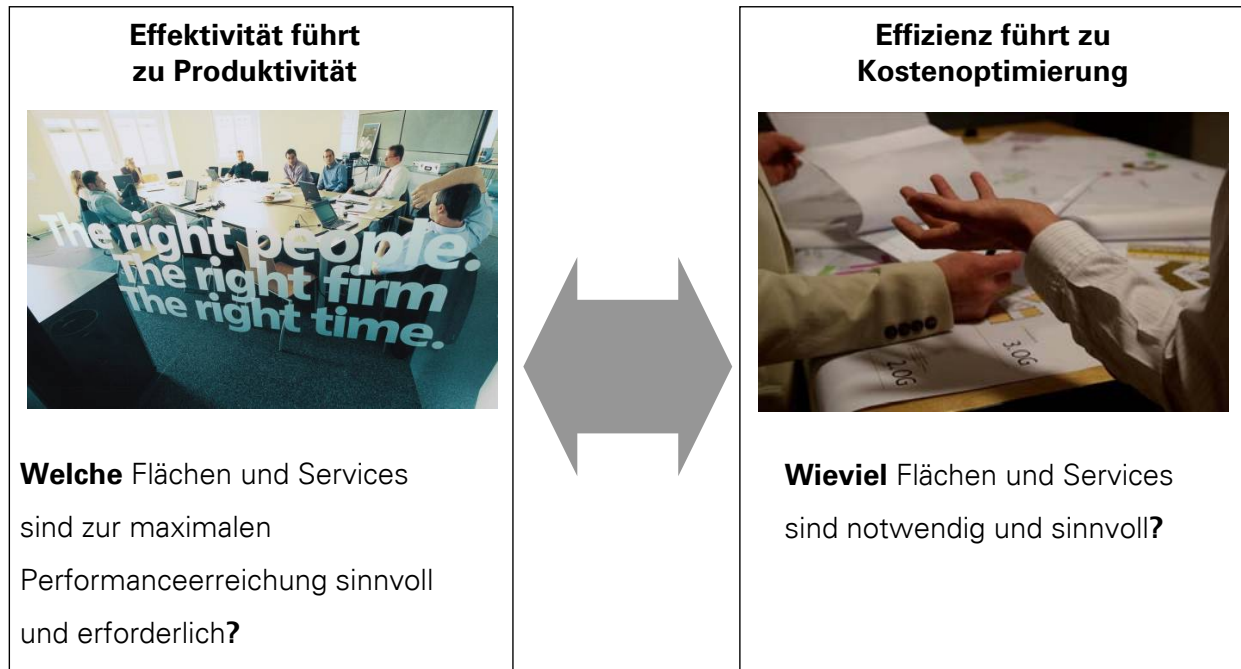 Effektivität führt
zu Produktivität
The right people.
The right firm
The right time.
Welche Flächen und Services
sind zur maximalen
Performanceerreichung sinnvoll
und erforderlich?
Effizienz führt zu
Kostenoptimierung
2.OG
3.OG
Wieviel Flächen und Services
sind notwendig und sinnvoll?